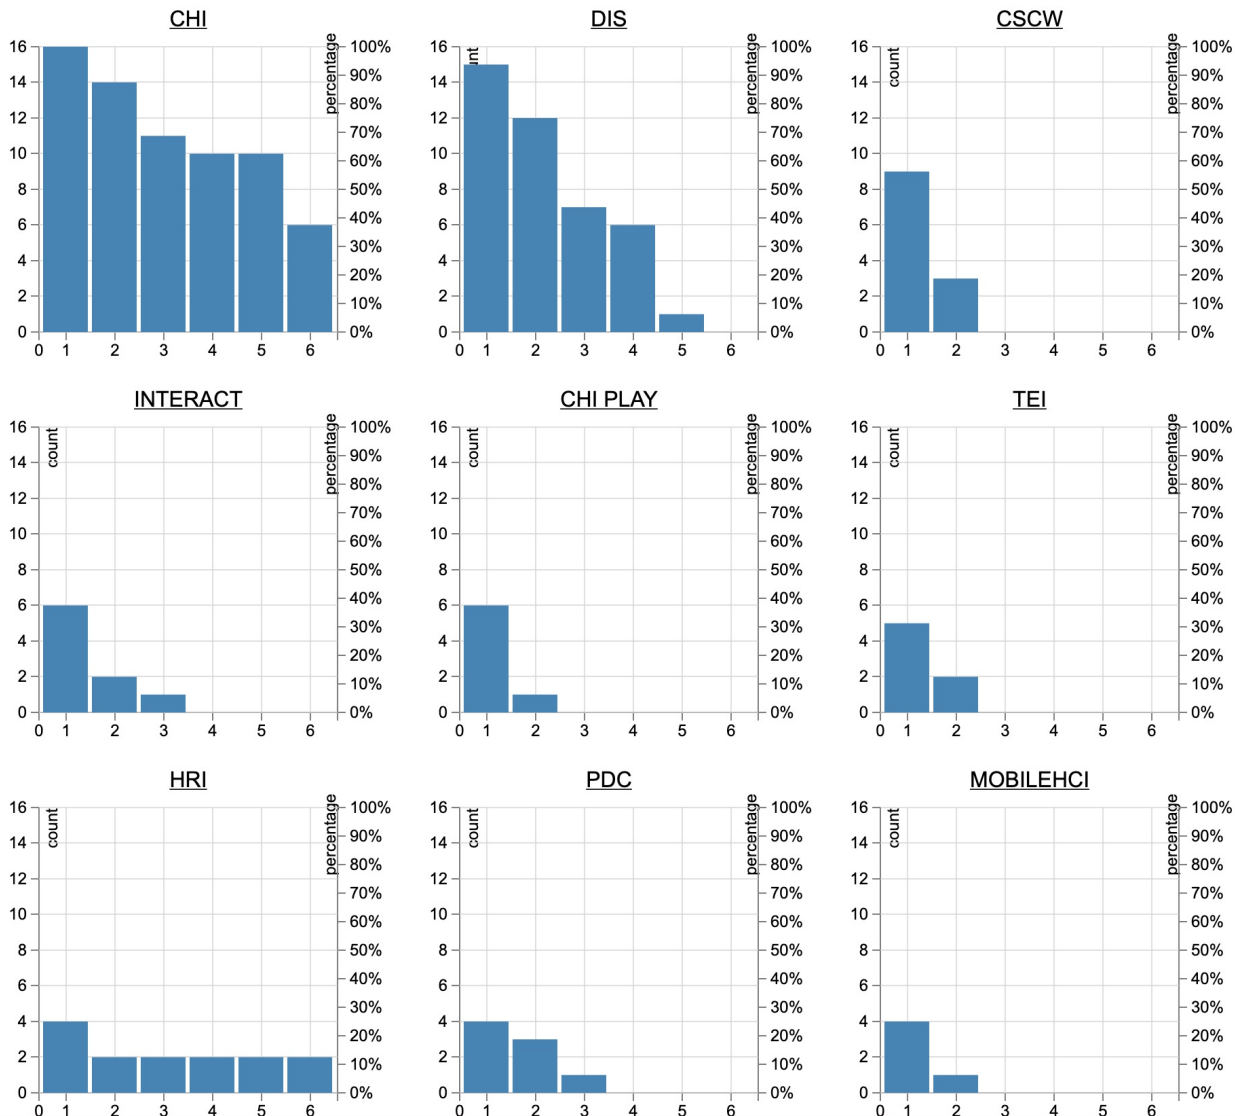 CHI DIS CSCW
16 100% 16 100% 16 100%
percentage unt percentage count percentage
14 90% 14 90% 14 90%
80% 80% 80%
12 70% 12 70% 12 70%
10 60% 10 60% 10 60%
8 50% 8 50% 8 50%
6 40% 6 40% 6 40%
30% 30% 30%
4 20% 4 20% 4 20%
2 10% 2 10% 2 10%
0 0% 0 0% 0 0%
0 1 2 3 4 5 6 0 1 2 3 4 5 6 0 1 2 3 4 5 6
INTERACT CHI PLAY TEI
16 100% 16 100% 16 100%
count percentage count percentage count percentage
14 90% 14 90% 14 90%
80% 80% 80%
12 70% 12 70% 12 70%
10 60% 10 60% 10 60%
8 50% 8 50% 8 50%
6 40% 6 40% 6 40%
30% 30% 30%
4 20% 4 20% 4 20%
2 10% 2 10% 2 10%
0 0% 0 0% 0 0%
0 1 2 3 4 5 6 0 1 2 3 4 5 6 0 1 2 3 4 5 6
HRI PDC MOBILEHCI
16 100% 16 100% 16 100%
count percentage count percentage count percentage
14 90% 14 90% 14 90%
80% 80% 80%
12 70% 12 70% 12 70%
10 60% 10 60% 10 60%
8 50% 8 50% 8 50%
6 40% 6 40% 6 40%
30% 30% 30%
4 20% 4 20% 4 20%
2 10% 2 10% 2 10%
0 0% 0 0% 0 0%
0 1 2 3 4 5 6 0 1 2 3 4 5 6 0 1 2 3 4 5 6